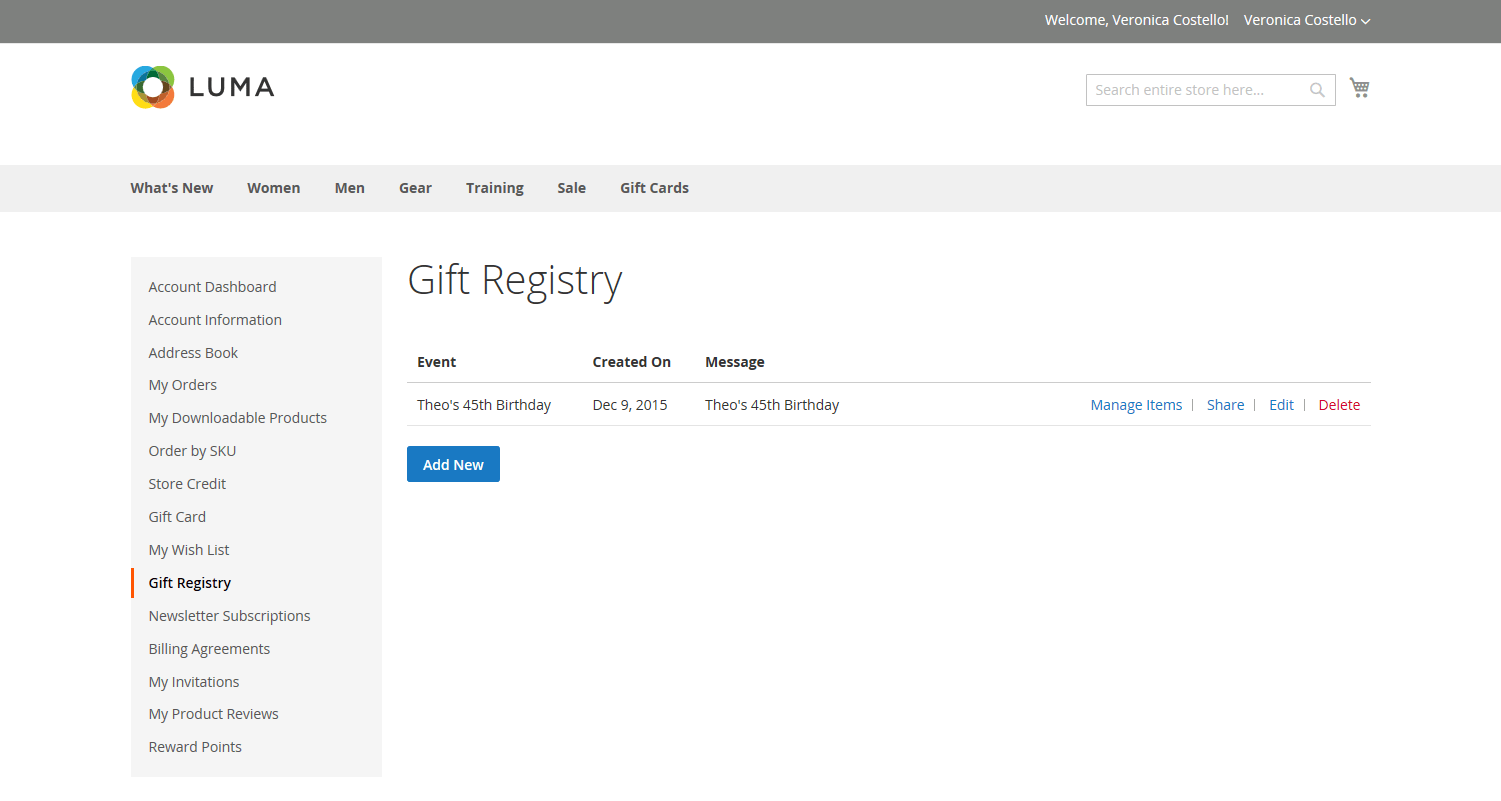 Welcome, Veronica Costello! Veronica Costello
LUMA
Search entire store here...
What's New Women Men Gear Training Sale Gift Cards
Account Dashboard
Account Information
Address Book
My Orders
My Downloadable Products
Order by SKU
Store Credit
Gift Card
My Wish List
Gift Registry
Newsletter Subscriptions
Billing Agreements
My Invitations
My Product Reviews
Reward Points
Gift Registry
Event Created On Message
Theo's 45th Birthday Dec 9, 2015 Theo's 45th Birthday Manage Items | Share | Edit | Delete
Add New